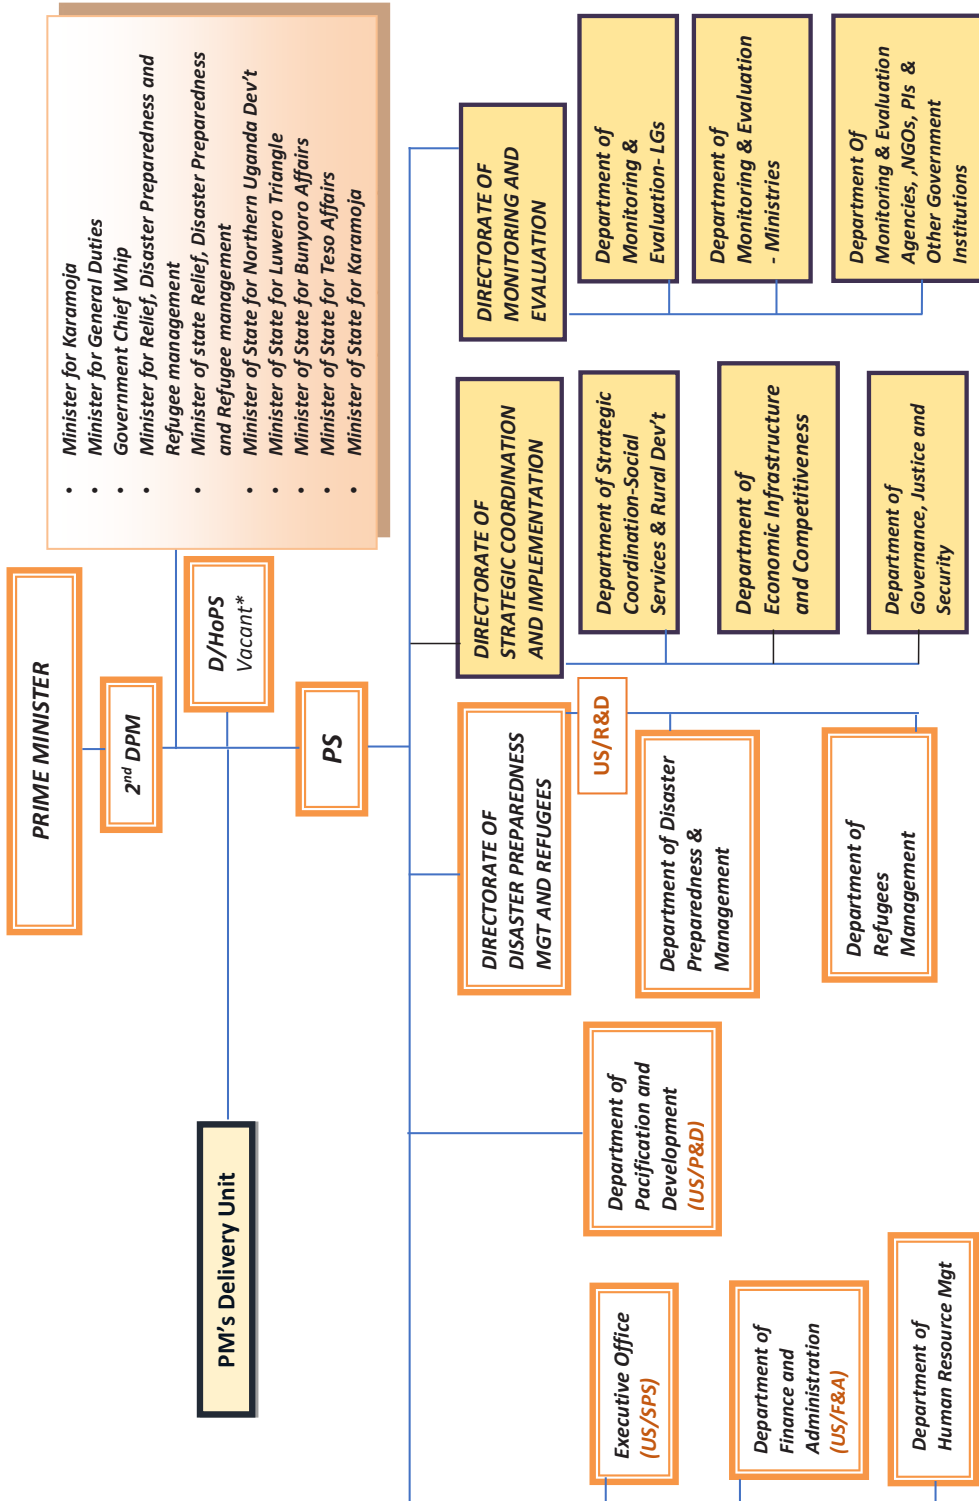 PRIME MINISTER
2nd DPM
• Minister for Karamoja
• Minister for General Duties
• Government Chief Whip
• Minister for Relief, Disaster Preparedness and
Refugee management
• Minister of state Relief, Disaster Preparedness
and Refugee management
• Minister of State for Northern Uganda Dev't
• Minister of State for Luwero Triangle
• Minister of State for Bunyoro Affairs
• Minister of State for Teso Affairs
• Minister of State for Karamoja
D/HoPS
Vacant*
PM's Delivery Unit
PS
DIRECTORATE OF
DISASTER PREPAREDNESS
MGT AND REFUGEES
DIRECTORATE OF
STRATEGIC COORDINATION
AND IMPLEMENTATION
DIRECTORATE OF
MONITORING AND
EVALUATION
Executive Office
(US/SPS)
Department of
Finance and
Administration
(US/F&A)
Department of
Human Resource Mgt
Department of
Pacification and
Development
(US/P&D)
US/R&D
Department of Disaster
Preparedness &
Management
Department of
Refugees
Management
Department of Strategic
Coordination-Social
Services & Rural Dev't
Department of
Economic Infrastructure
and Competitiveness
Department of
Governance, Justice and
Security
Department of
Monitoring &
Evaluation- LGs
Department of
Monitoring & Evaluation
- Ministries
Department Of
Monitoring & Evaluation
Agencies, ,NGOs, PIs &
Other Government
Institutions